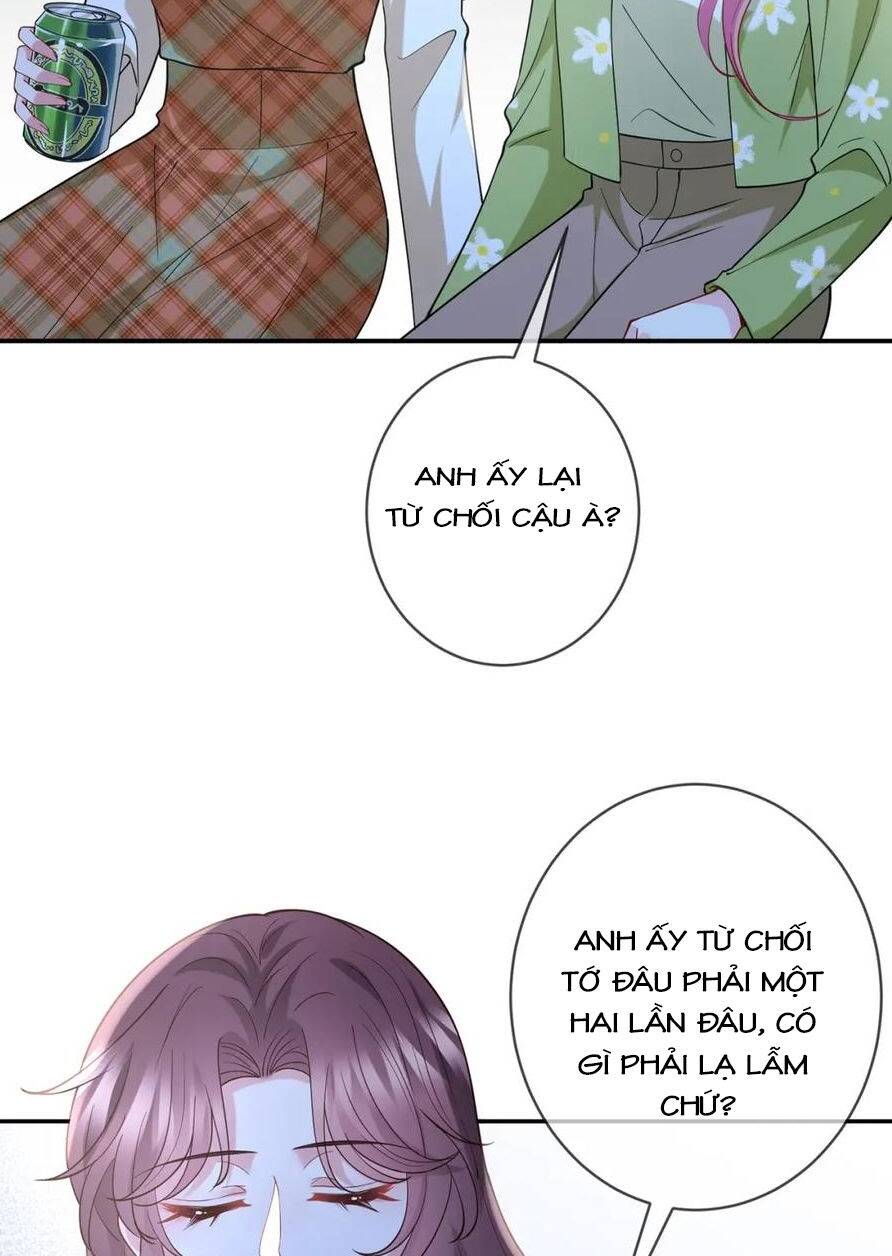 ANH ẤY LẠI
TỪ CHỐI CẬU À?
ANH ẤY TỪ CHỐI
TỚ ĐÂU PHẢI MỘT
HAI LẦN ĐÂU, CÓ
GÌ PHẢI LẠ LẪM
CHỨ?